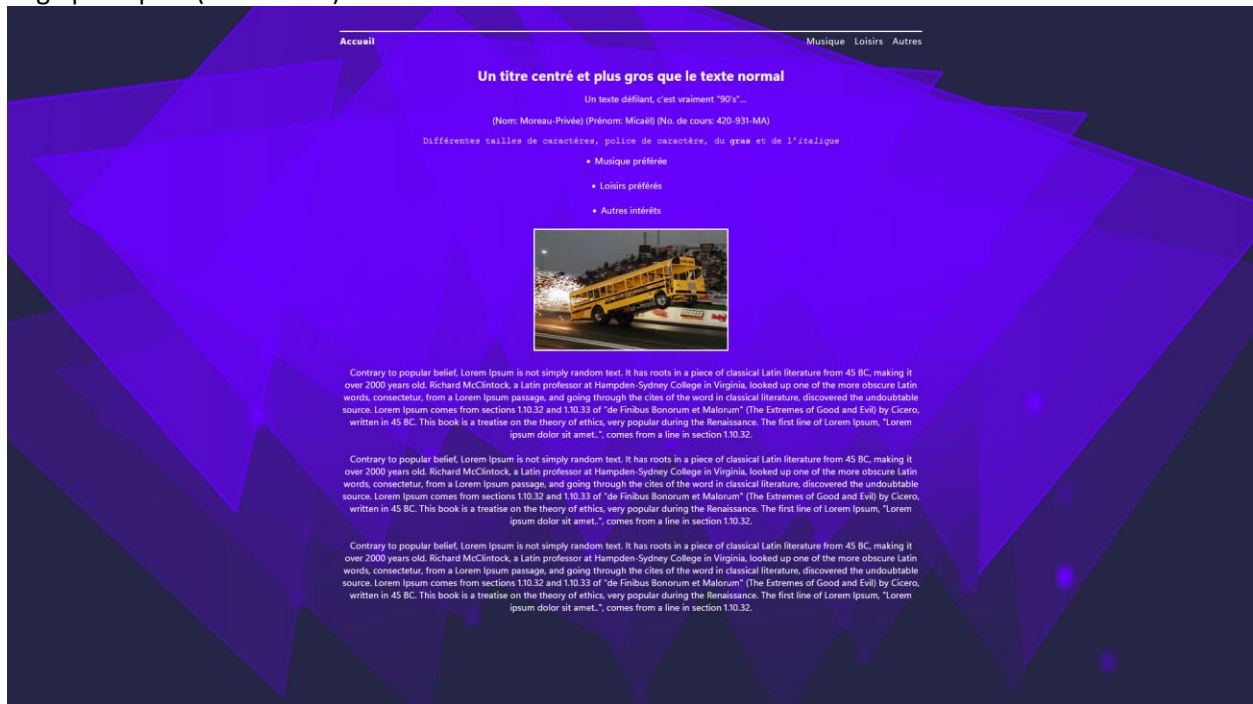 Accueil Musique Loisirs Autres
Un titre centré et plus gros que le texte normal
Un texte défilant, c'est vraiment "90's"...
(Nom: Moreau-Privée) (Prénom: Micaël) (No. de cours: 420-931-MA)
Différentes tailles de caractères, police de caractère, du gras et de l'italique
• Musique préférée
• Loisirs préférés
• Autres intérêts
Contrary to popular belief, Lorem Ipsum is not simply random text. It has roots in a piece of classical Latin literature from 45 BC, making it
over 2000 years old. Richard McClintock, a Latin professor at Hampden-Sydney College in Virginia, looked up one of the more obscure Latin
words, consectetur, from a Lorem Ipsum passage, and going through the cites of the word in classical literature, discovered the undoubtable
source. Lorem Ipsum comes from sections 1.10.32 and 1.10.33 of "de Finibus Bonorum et Malorum" (The Extremes of Good and Evil) by Cicero,
written in 45 BC. This book is a treatise on the theory of ethics, very popular during the Renaissance. The first line of Lorem Ipsum, "Lorem
ipsum dolor sit amet..", comes from a line in section 1.10.32.
Contrary to popular belief, Lorem Ipsum is not simply random text. It has roots in a piece of classical Latin literature from 45 BC, making it
over 2000 years old. Richard McClintock, a Latin professor at Hampden-Sydney College in Virginia, looked up one of the more obscure Latin
words, consectetur, from a Lorem Ipsum passage, and going through the cites of the word in classical literature, discovered the undoubtable
source. Lorem Ipsum comes from sections 1.10.32 and 1.10.33 of "de Finibus Bonorum et Malorum" (The Extremes of Good and Evil) by Cicero,
written in 45 BC. This book is a treatise on the theory of ethics, very popular during the Renaissance. The first line of Lorem Ipsum, "Lorem
ipsum dolor sit amet..", comes from a line in section 1.10.32.
Contrary to popular belief, Lorem Ipsum is not simply random text. It has roots in a piece of classical Latin literature from 45 BC, making it
over 2000 years old. Richard McClintock, a Latin professor at Hampden-Sydney College in Virginia, looked up one of the more obscure Latin
words, consectetur, from a Lorem Ipsum passage, and going through the cites of the word in classical literature, discovered the undoubtable
source. Lorem Ipsum comes from sections 1.10.32 and 1.10.33 of "de Finibus Bonorum et Malorum" (The Extremes of Good and Evil) by Cicero,
written in 45 BC. This book is a treatise on the theory of ethics, very popular during the Renaissance. The first line of Lorem Ipsum, "Lorem
ipsum dolor sit amet..", comes from a line in section 1.10.32.